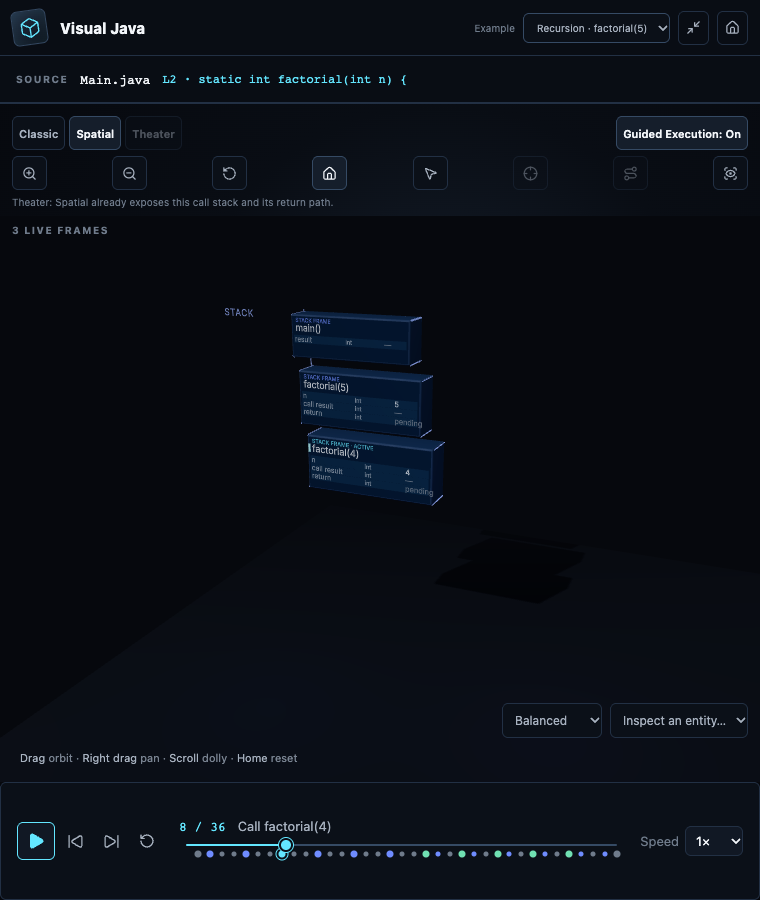 Visual Java
Example
Recursion · factorial(5)
SOURCE Main.java L2 · static int factorial(int n) {
Classic Spatial Theater
Guided Execution: On
Theater: Spatial already exposes this call stack and its return path.
3 LIVE FRAMES
STACK
STACK FRAME
main()
result int —
STACK FRAME
factorial(5)
n int 5
call result int —
return int pending
STACK FRAME · ACTIVE
factorial(4)
n int 4
call result int —
return int pending
Balanced
Inspect an entity...
Drag orbit · Right drag pan · Scroll dolly · Home reset
8 / 36 Call factorial(4)
Speed 1×